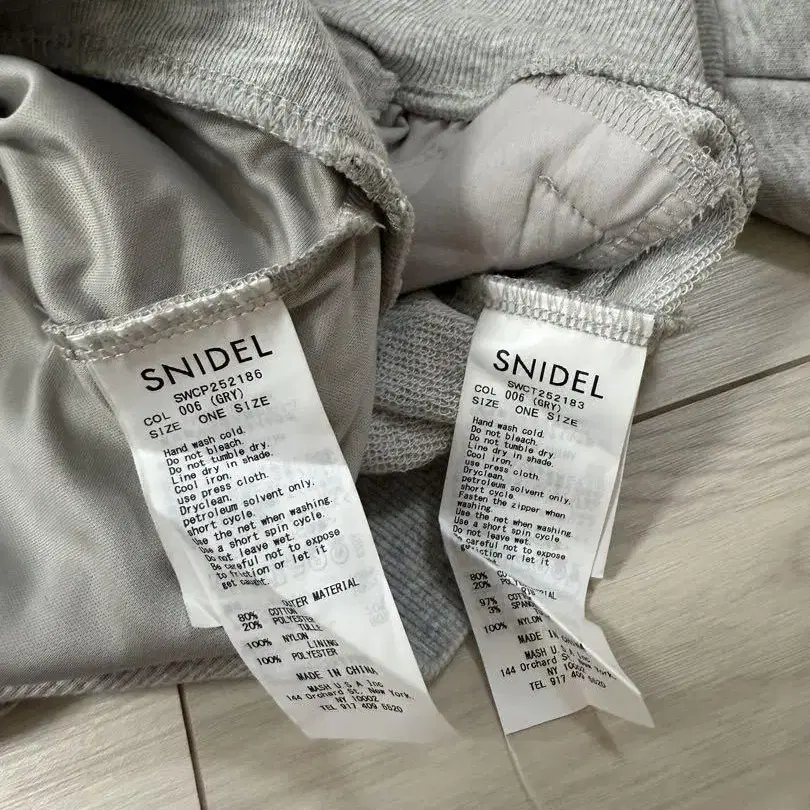 SNIDEL
SWCP252186
COL 006 (GRY)
SIZE ONE SIZE
Hand wash cold.
Do not bleach.
Do not tumble dry.
Line dry in shade.
Cool iron.
use press cloth.
Dryclean.
petroleum solvent only.
short cycle.
Use the net when washing.
Use a short spin cycle.
Do not leave wet.
Be careful not to expose
to friction or let it
get caught.
OUTER MATERIAL
80% COTTON
20% POLYESTER
TULLE
100% NYLON
LINING
100% POLYESTER
MADE IN CHINA
MASH U.S.A Inc
144 Orchard St, New York,
NY 10002
TEL 917 409 5520
SNIDEL
SWCT252183
COL 006 (GRY)
SIZE ONE SIZE
Hand wash cold.
Do not bleach.
Do not tumble dry.
Line dry in shade.
Cool iron.
use press cloth.
Dryclean.
petroleum solvent only.
short cycle.
Fasten the zipper when
washing.
Use the net when washing.
Use a short spin cycle.
Do not leave wet.
Be careful not to expose
or let it
80%
20%
97%
3%
100% NYLON
MADE IN CHINA
MASH U.S.A Inc
144 Orchard St, New York,
NY 10002
TEL 917 409 5520